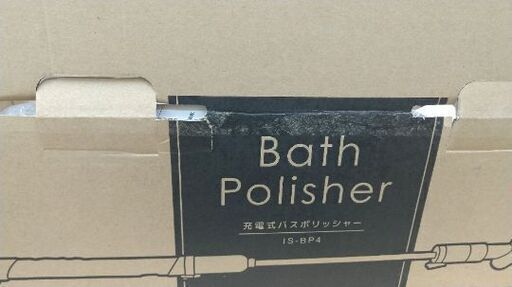 Bath
Polisher
充電式バスポリッシャー
IS-BP4